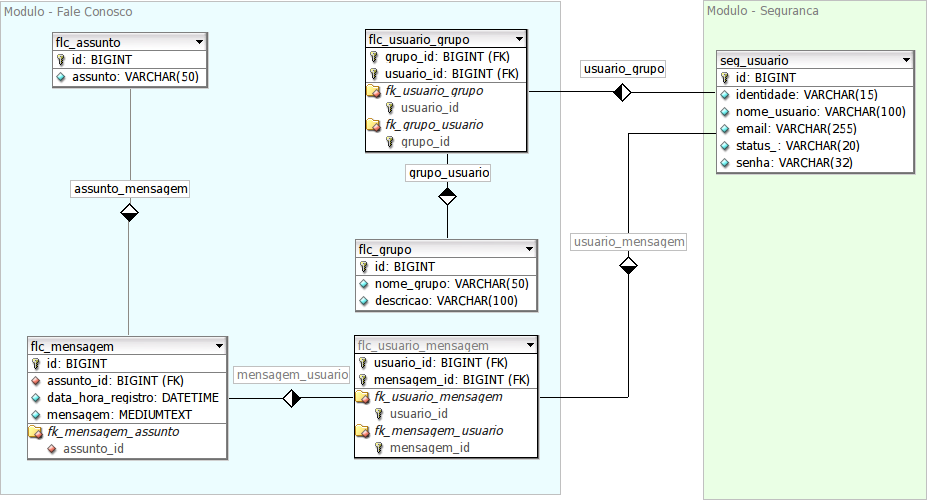 Modulo - Fale Conosco
flc_assunto
id: BIGINT
assunto: VARCHAR(50)
assunto_mensagem
flc_usuario_grupo
grupo_id: BIGINT (FK)
usuario_id: BIGINT (FK)
fk_usuario_grupo
usuario_id
fk_grupo_usuario
grupo_id
grupo_usuario
flc_grupo
id: BIGINT
nome_grupo: VARCHAR(50)
descricao: VARCHAR(100)
flc_mensagem
id: BIGINT
assunto_id: BIGINT (FK)
data_hora_registro: DATETIME
mensagem: MEDIUMTEXT
fk_mensagem_assunto
assunto_id
mensagem_usuario
flc_usuario_mensagem
usuario_id: BIGINT (FK)
mensagem_id: BIGINT (FK)
fk_usuario_mensagem
usuario_id
fk_mensagem_usuario
mensagem_id
usuario_grupo
usuario_mensagem
Modulo - Seguranca
seg_usuario
id: BIGINT
identidade: VARCHAR(15)
nome_usuario: VARCHAR(100)
email: VARCHAR(255)
status_: VARCHAR(20)
senha: VARCHAR(32)